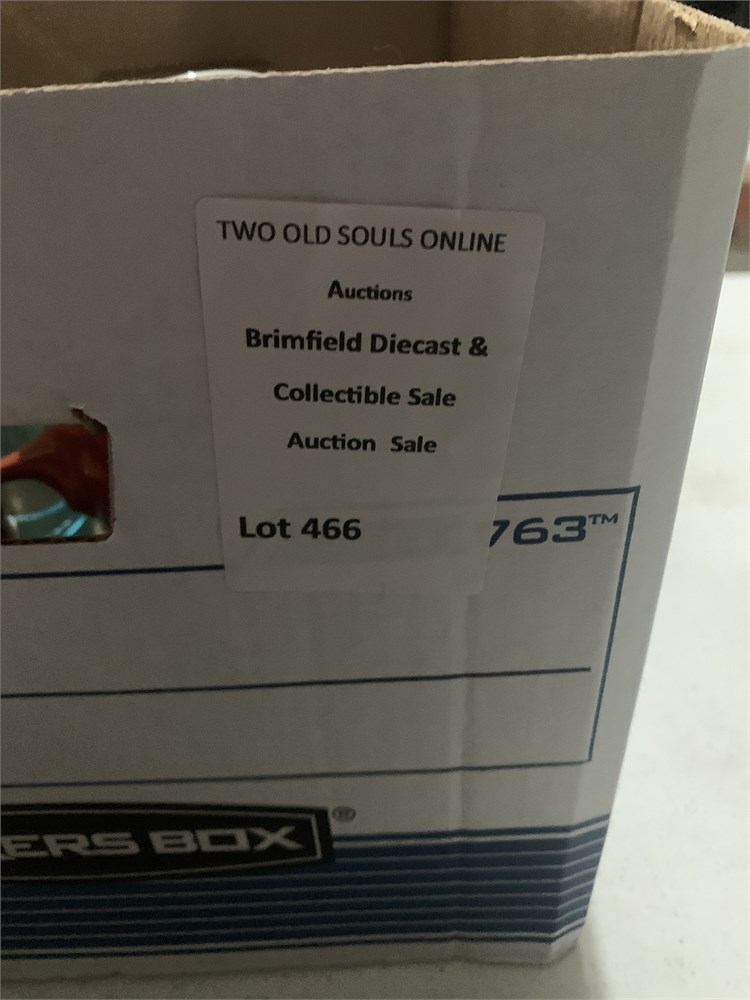 TWO OLD SOULS ONLINE
Auctions
Brimfield Diecast &
Collectible Sale
Auction Sale
Lot 466
763™
ERS BOX®